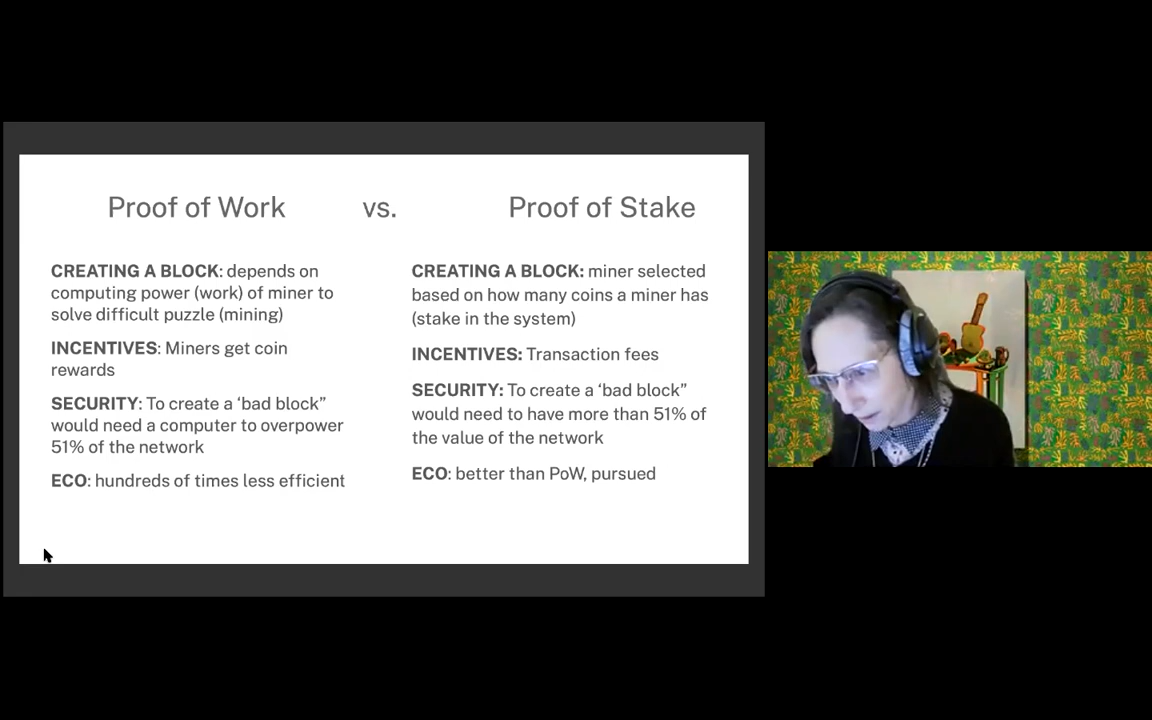 Proof of Work vs. Proof of Stake
CREATING A BLOCK: depends on
computing power (work) of miner to
solve difficult puzzle (mining)
INCENTIVES: Miners get coin
rewards
SECURITY: To create a ‘bad block”
would need a computer to overpower
51% of the network
ECO: hundreds of times less efficient
CREATING A BLOCK: miner selected
based on how many coins a miner has
(stake in the system)
INCENTIVES: Transaction fees
SECURITY: To create a ‘bad block”
would need to have more than 51% of
the value of the network
ECO: better than PoW, pursued